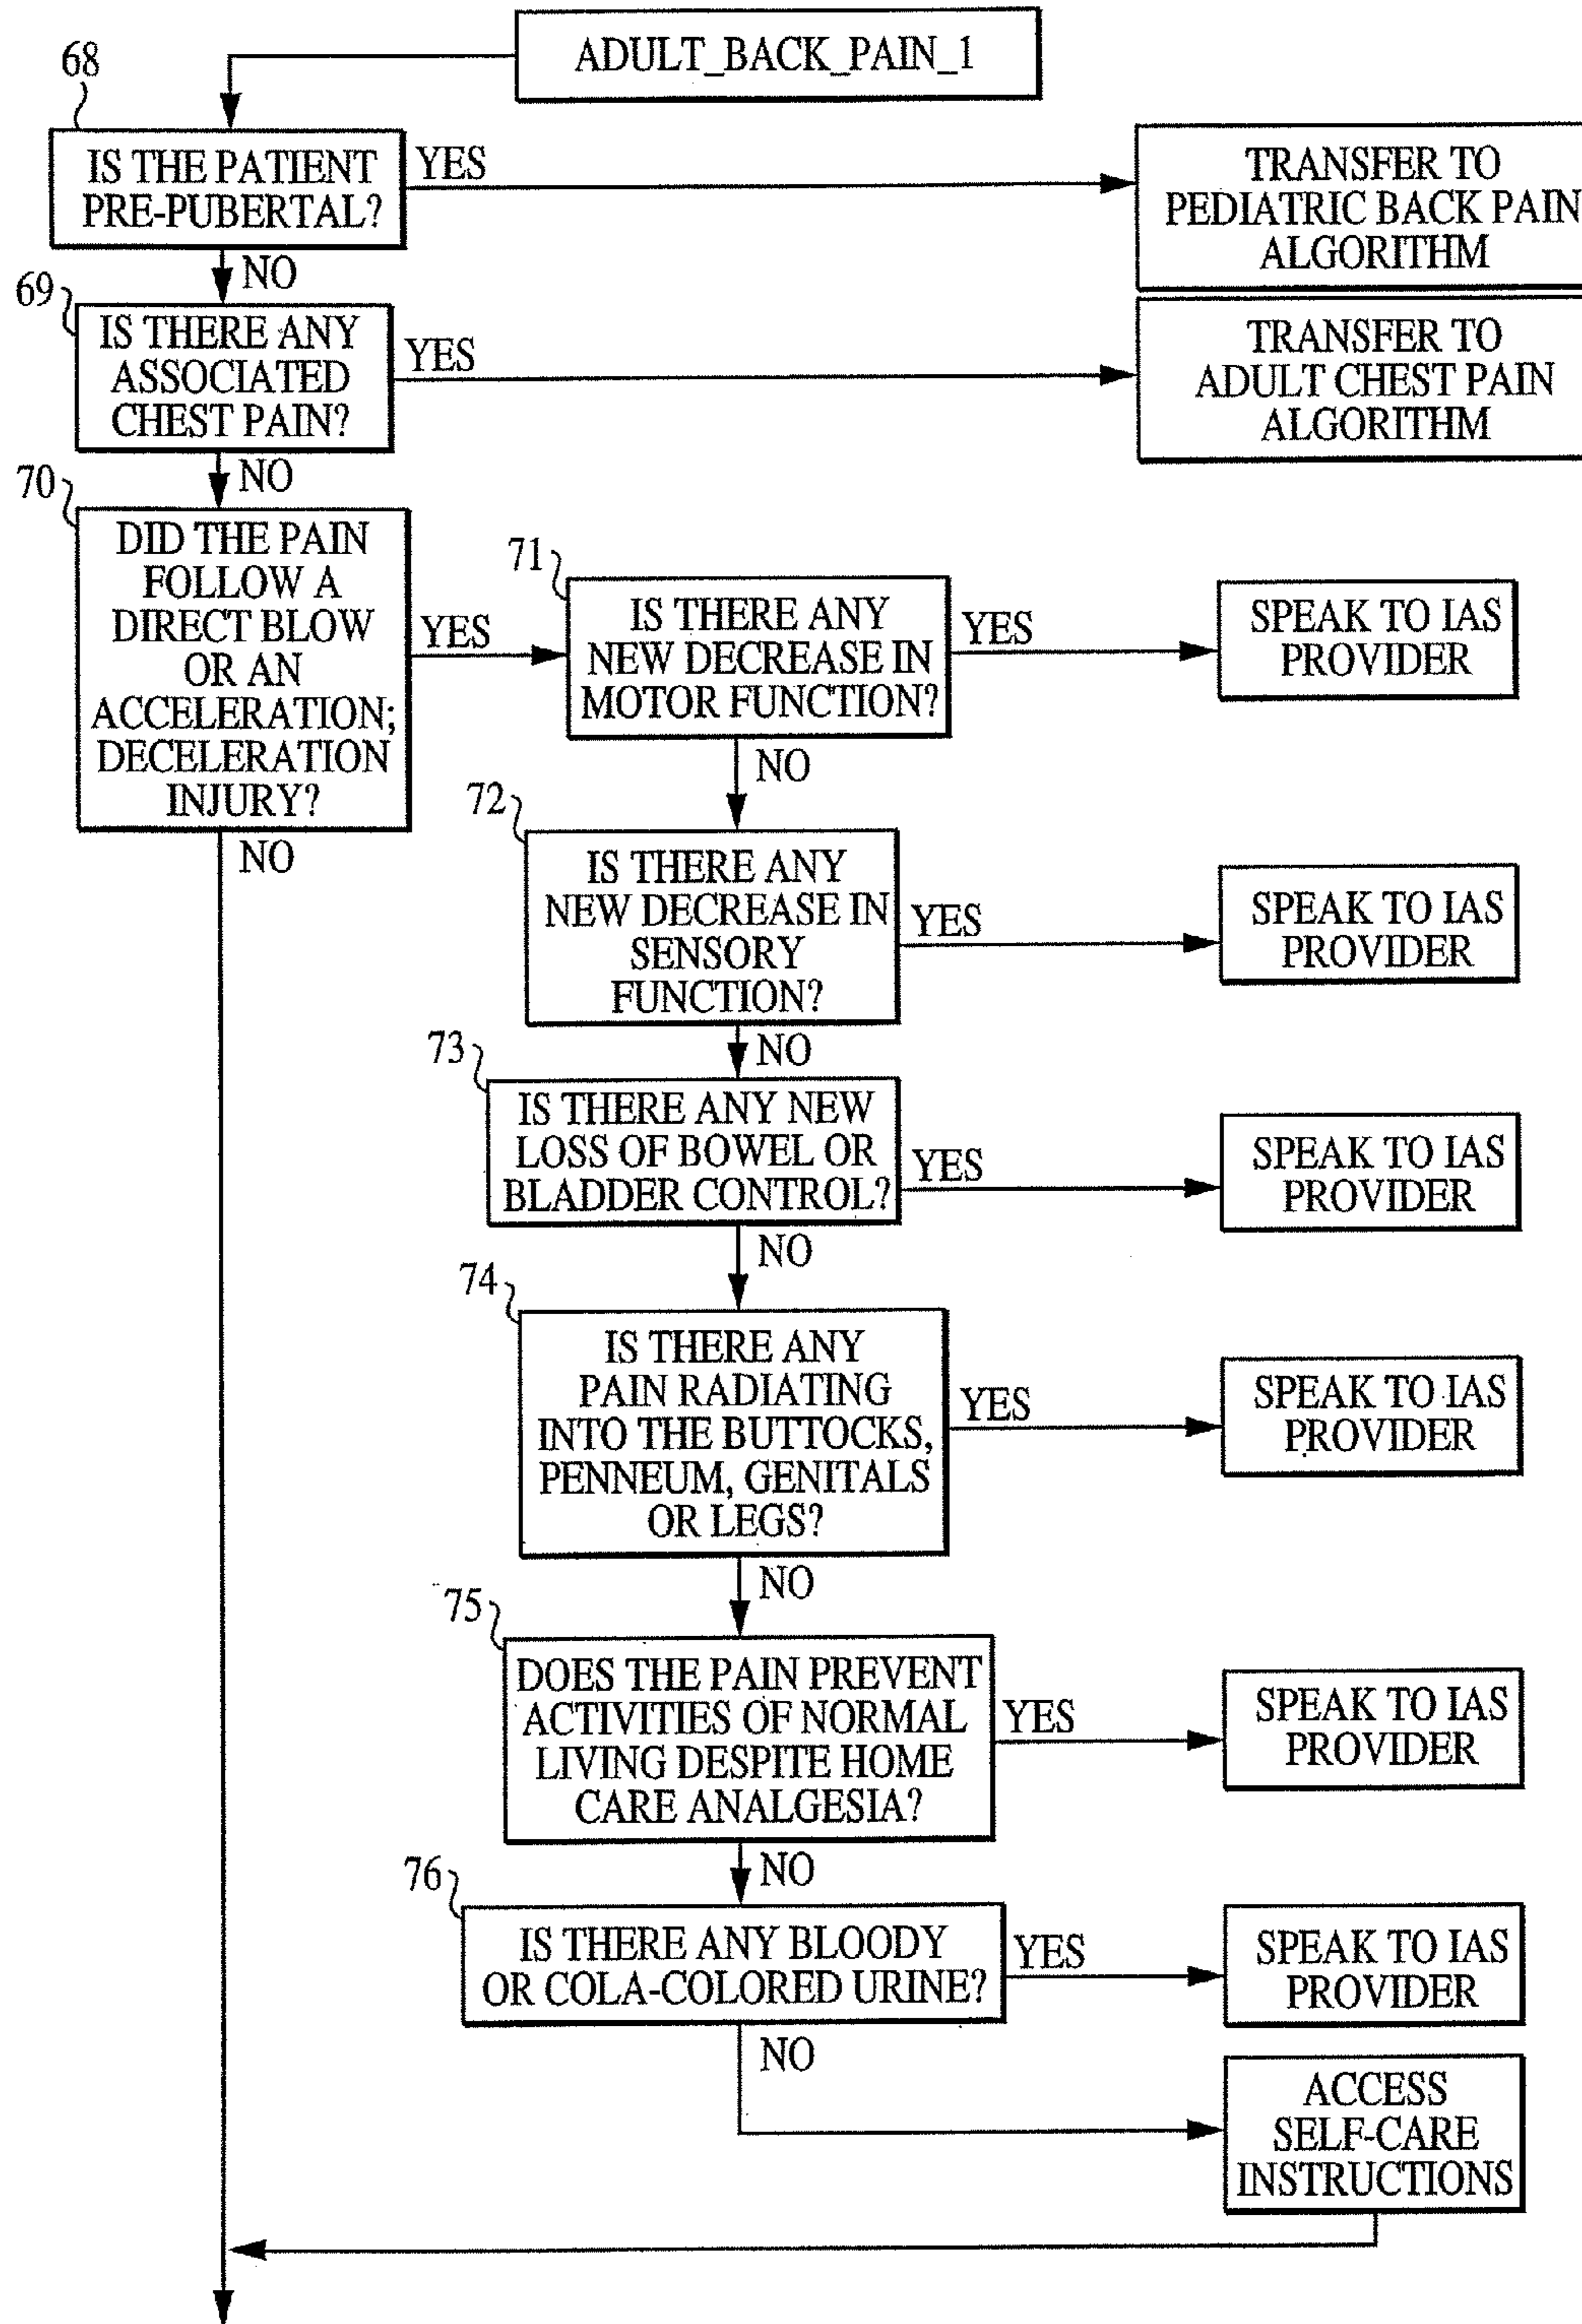 ADULT_BACK_PAIN_1
68
IS THE PATIENT
PRE-PUBERTAL?
YES
TRANSFER TO
PEDIATRIC BACK PAIN
ALGORITHM
NO
69
IS THERE ANY
ASSOCIATED
CHEST PAIN?
YES
TRANSFER TO
ADULT CHEST PAIN
ALGORITHM
NO
70
DID THE PAIN
FOLLOW A
DIRECT BLOW
OR AN
ACCELERATION;
DECELERATION
INJURY?
YES
NO
71
IS THERE ANY
NEW DECREASE IN
MOTOR FUNCTION?
YES
SPEAK TO IAS
PROVIDER
NO
72
IS THERE ANY
NEW DECREASE IN
SENSORY
FUNCTION?
YES
SPEAK TO IAS
PROVIDER
NO
73
IS THERE ANY NEW
LOSS OF BOWEL OR
BLADDER CONTROL?
YES
SPEAK TO IAS
PROVIDER
NO
74
IS THERE ANY
PAIN RADIATING
INTO THE BUTTOCKS,
PENNEUM, GENITALS
OR LEGS?
YES
SPEAK TO IAS
PROVIDER
NO
75
DOES THE PAIN PREVENT
ACTIVITIES OF NORMAL
LIVING DESPITE HOME
CARE ANALGESIA?
YES
SPEAK TO IAS
PROVIDER
NO
76
IS THERE ANY BLOODY
OR COLA-COLORED URINE?
YES
SPEAK TO IAS
PROVIDER
NO
ACCESS
SELF-CARE
INSTRUCTIONS